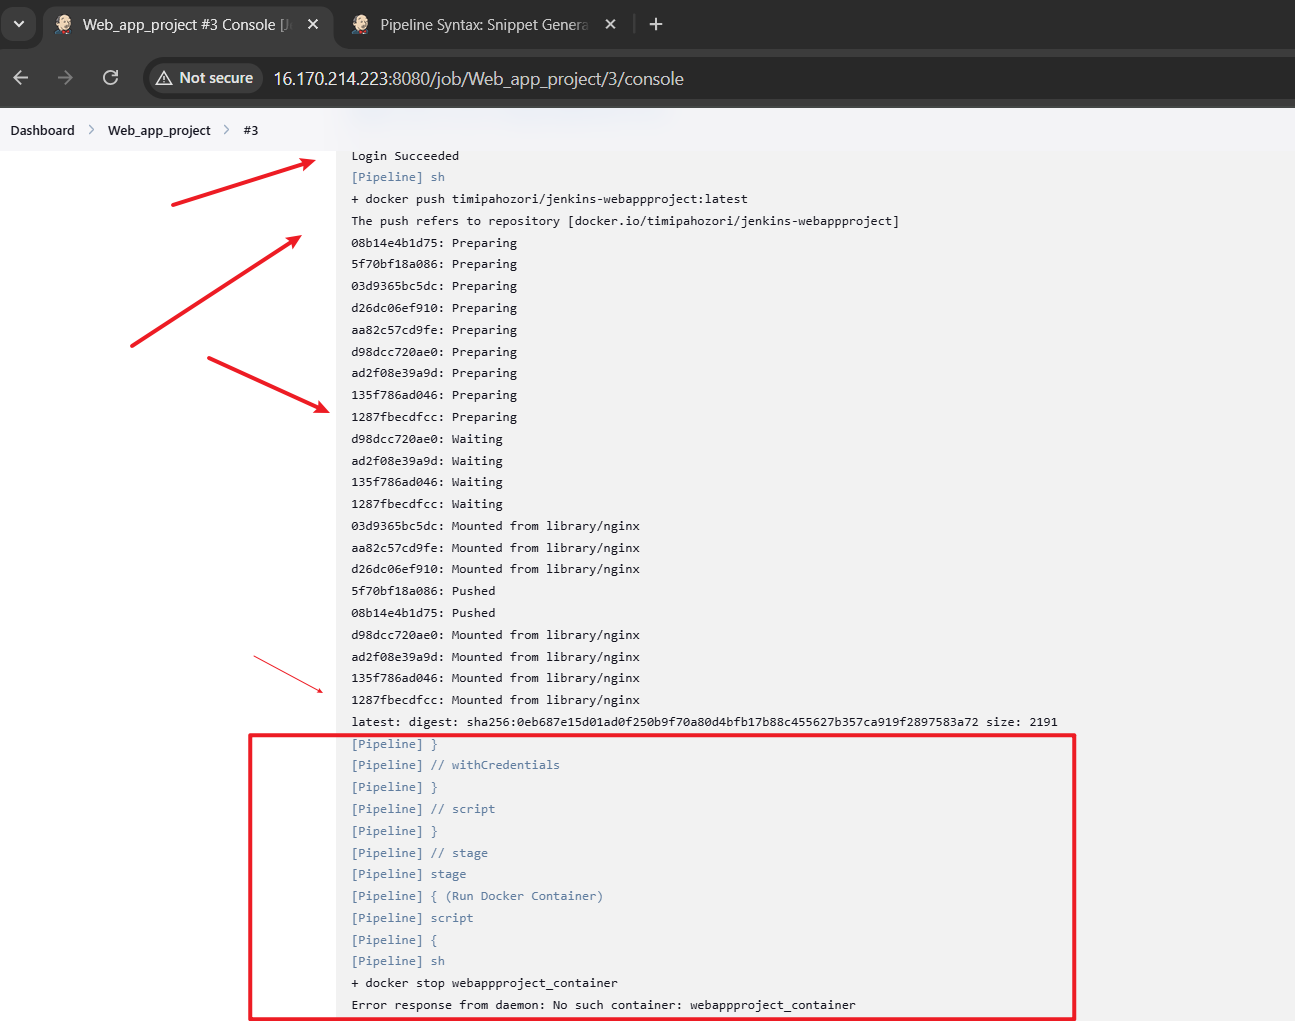 Web_app_project #3 Console [J
Pipeline Syntax: Snippet Genera
Not secure
16.170.214.223:8080/job/Web_app_project/3/console
Dashboard > Web_app_project > #3
Login Succeeded
[Pipeline] sh
+ docker push timipahozori/jenkins-webappproject:latest
The push refers to repository [docker.io/timipahozori/jenkins-webappproject]
08b14e4b1d75: Preparing
5f70bf18a086: Preparing
03d9365bc5dc: Preparing
d26dc06ef910: Preparing
aa82c57cd9fe: Preparing
d98dcc720ae0: Preparing
ad2f08e39a9d: Preparing
135f786ad046: Preparing
1287fbecdfcc: Preparing
d98dcc720ae0: Waiting
ad2f08e39a9d: Waiting
135f786ad046: Waiting
1287fbecdfcc: Waiting
03d9365bc5dc: Mounted from library/nginx
aa82c57cd9fe: Mounted from library/nginx
d26dc06ef910: Mounted from library/nginx
5f70bf18a086: Pushed
08b14e4b1d75: Pushed
d98dcc720ae0: Mounted from library/nginx
ad2f08e39a9d: Mounted from library/nginx
135f786ad046: Mounted from library/nginx
1287fbecdfcc: Mounted from library/nginx
latest: digest: sha256:0eb687e15d01ad0f250b9f70a80d4bfb17b88c455627b357ca919f2897583a72 size: 2191
[Pipeline] }
[Pipeline] // withCredentials
[Pipeline] }
[Pipeline] // script
[Pipeline] }
[Pipeline] // stage
[Pipeline] stage
[Pipeline] { (Run Docker Container)
[Pipeline] script
[Pipeline] {
[Pipeline] sh
+ docker stop webappproject_container
Error response from daemon: No such container: webappproject_container